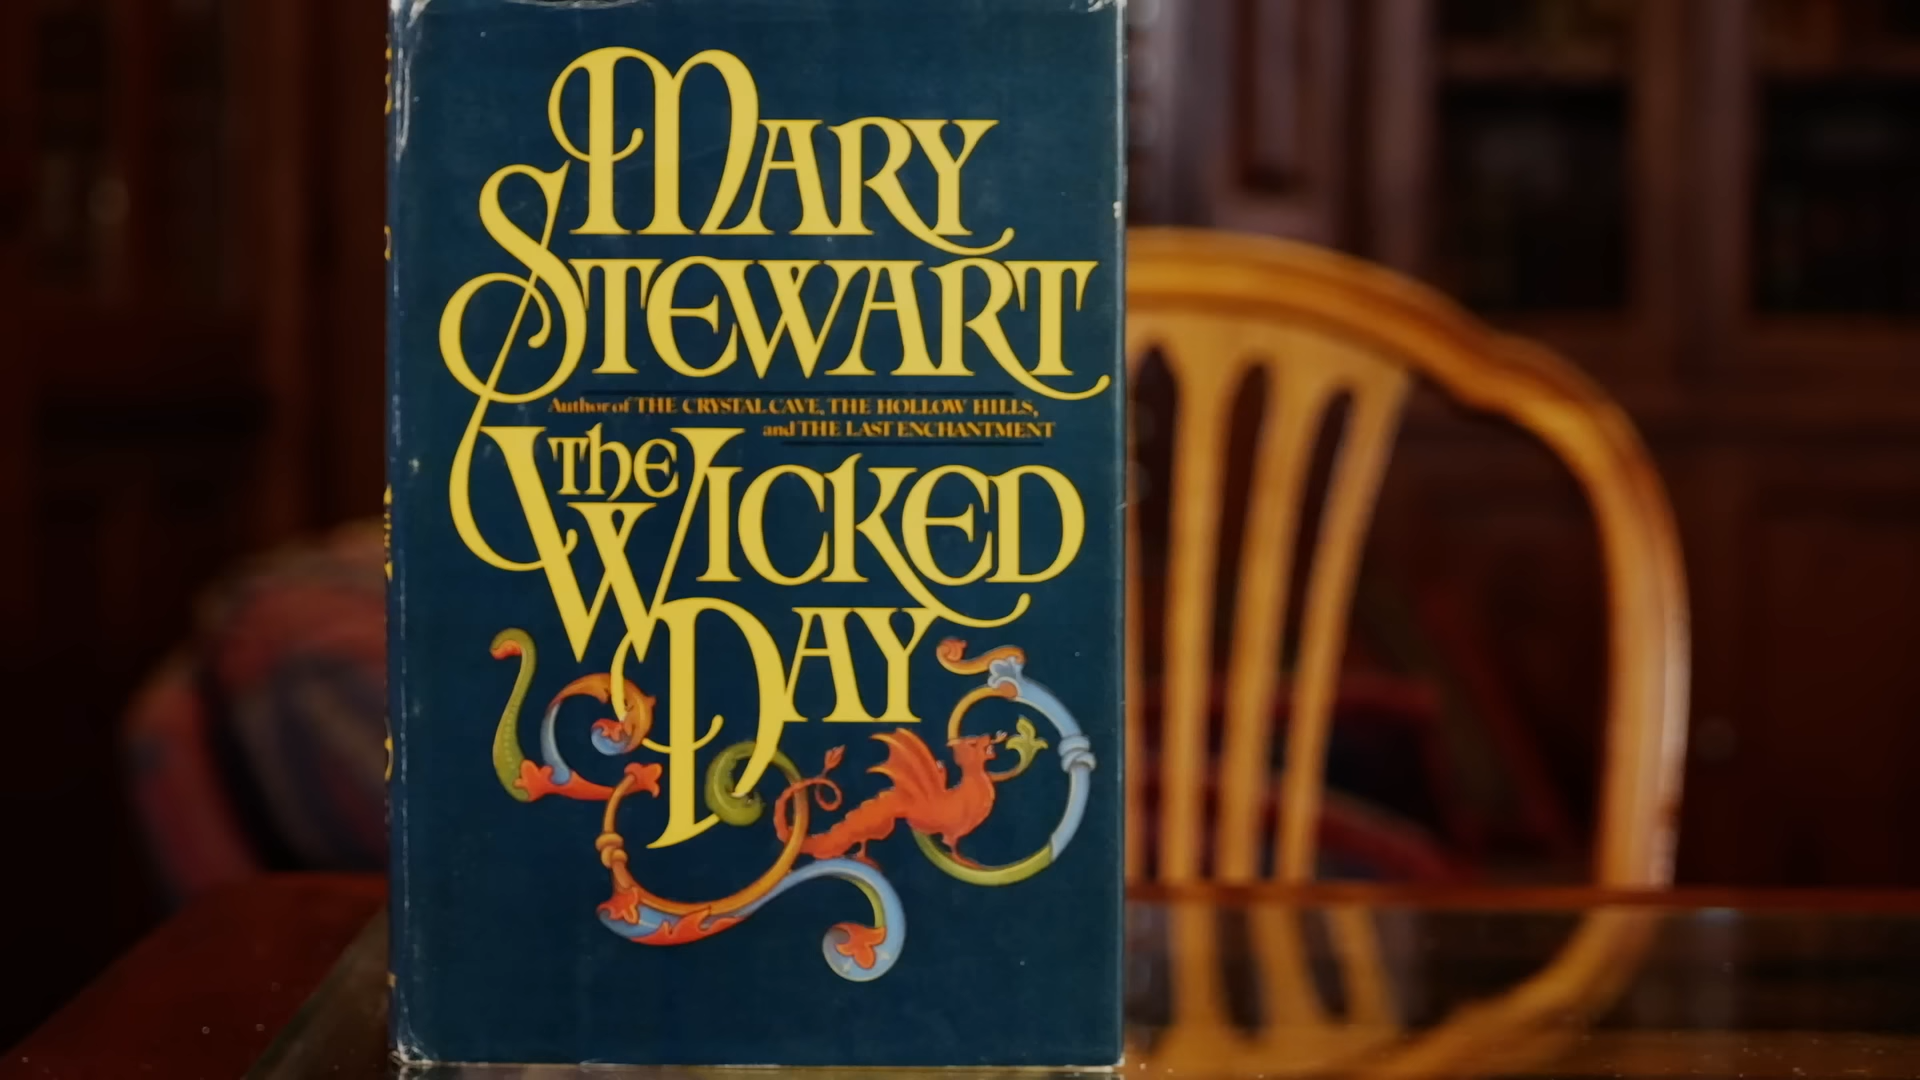 MARY
STEWART
Author of THE CRYSTAL CAVE, THE HOLLOW HILLS,
and THE LAST ENCHANTMENT
The
WICKED
DAY